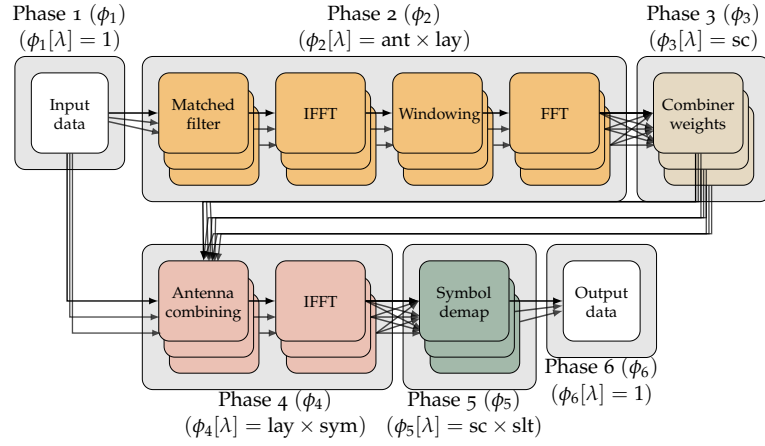 Phase 1 (ϕ₁)
(ϕ₁[λ] = 1)
Phase 2 (ϕ₂)
(ϕ₂[λ] = ant × lay)
Phase 3 (ϕ₃)
(ϕ₃[λ] = sc)
Input
data
Matched
filter
IFFT
Windowing
FFT
Combiner
weights
Antenna
combining
IFFT
Symbol
demap
Output
data
Phase 4 (ϕ₄)
(ϕ₄[λ] = lay × sym)
Phase 5 (ϕ₅)
(ϕ₅[λ] = sc × slt)
Phase 6 (ϕ₆)
(ϕ₆[λ] = 1)